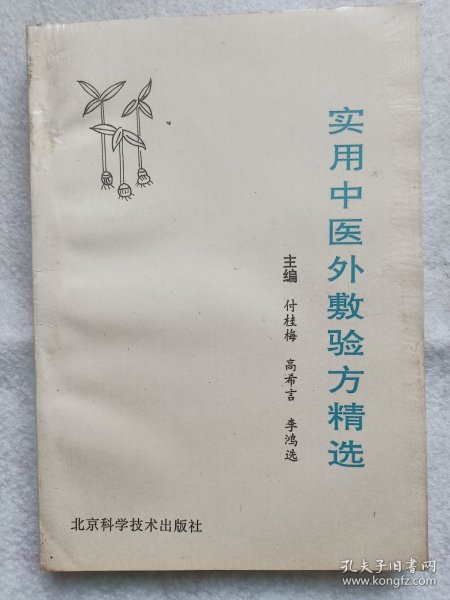 实用中医外敷验方精选
主编 付桂梅 高希言 李鸿选
北京科学技术出版社
孔夫子旧书网
www.kongfz.com